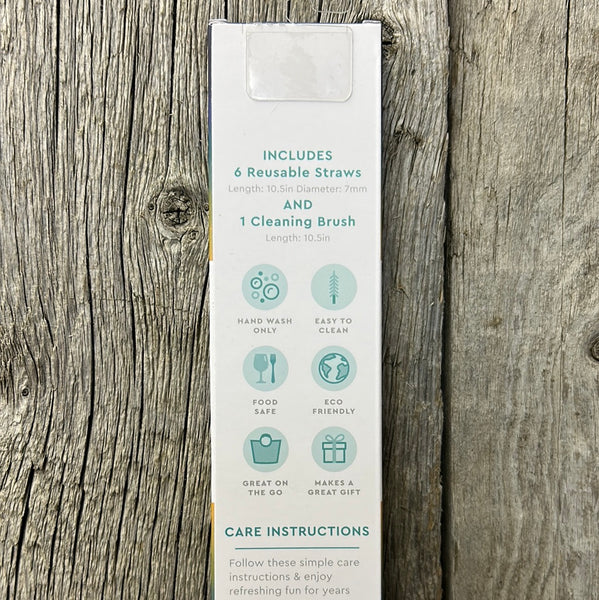 INCLUDES
6 Reusable Straws
Length: 10.5in Diameter: 7mm
AND
1 Cleaning Brush
Length: 10.5in
HAND WASH
ONLY
EASY TO
CLEAN
FOOD
SAFE
ECO
FRIENDLY
GREAT ON
THE GO
MAKES A
GREAT GIFT
CARE INSTRUCTIONS
Follow these simple care
instructions & enjoy
refreshing fun for years